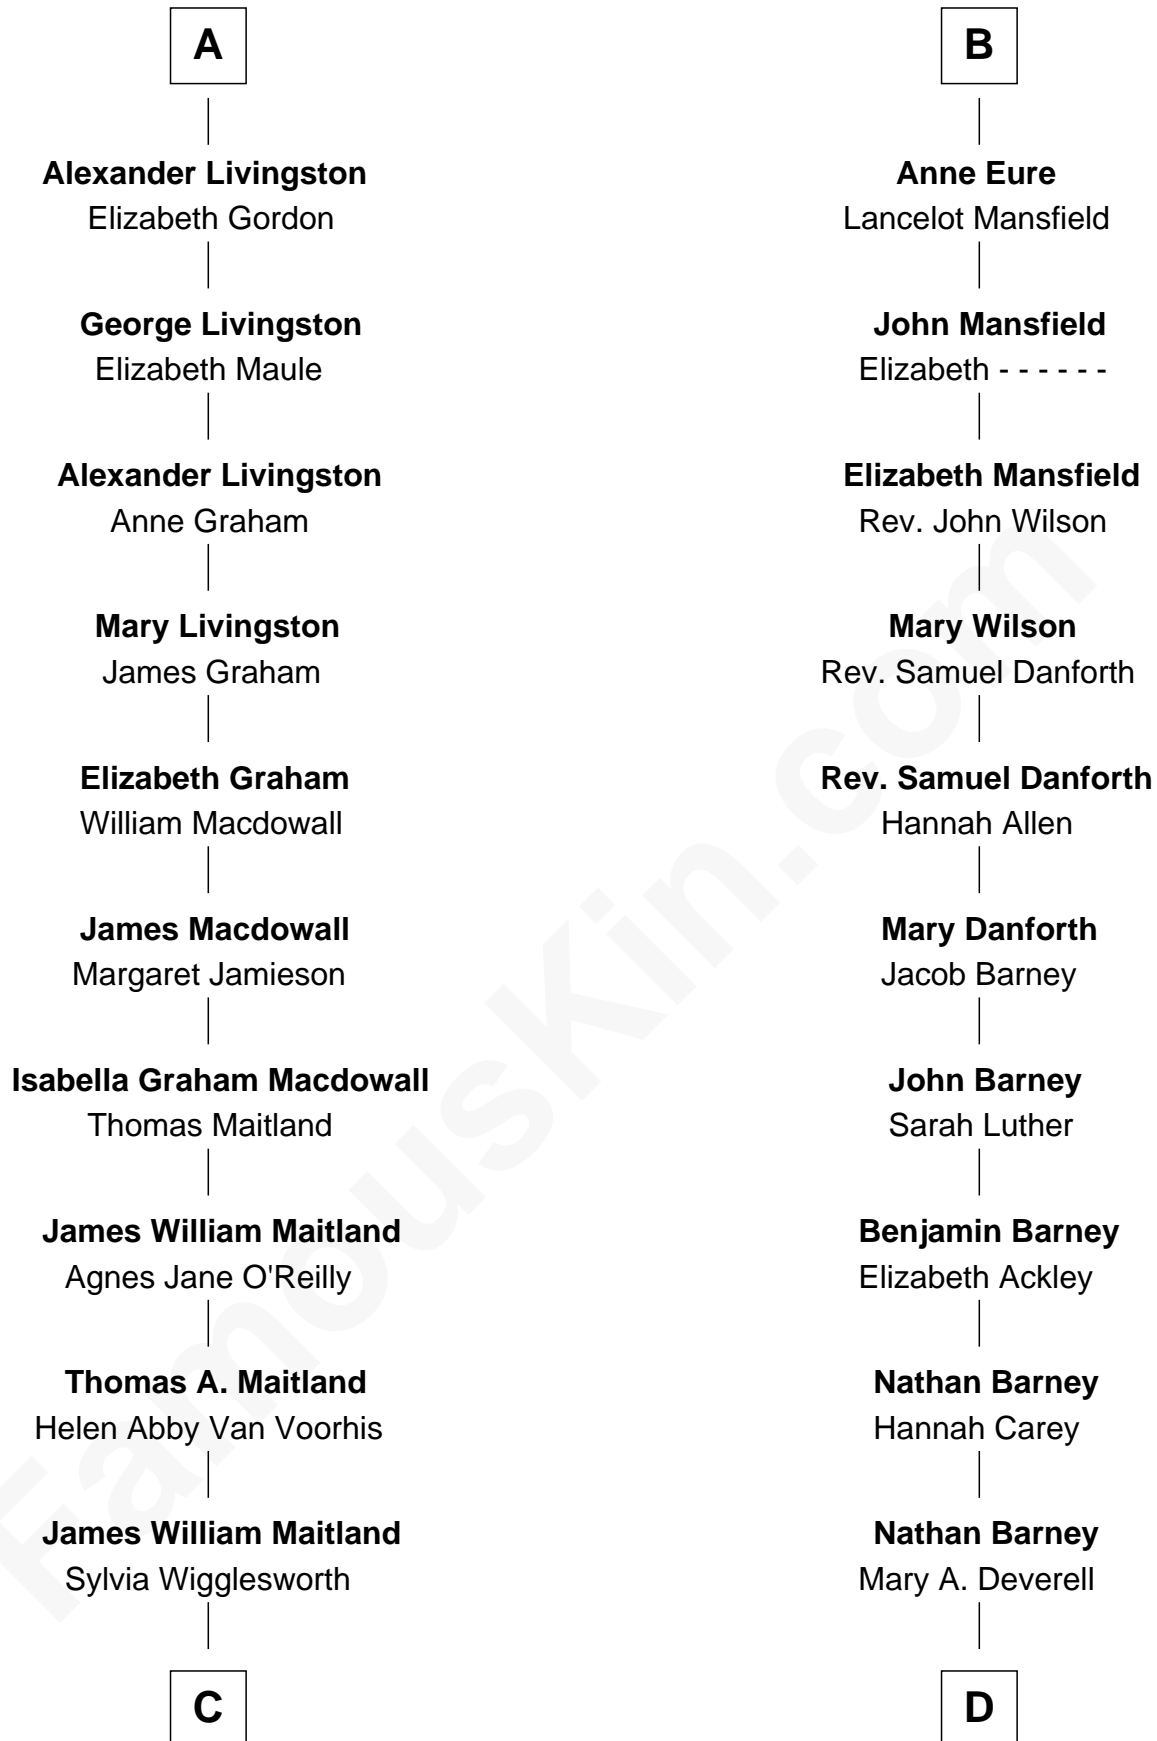 A
Alexander Livingston
Elizabeth Gordon
George Livingston
Elizabeth Maule
Alexander Livingston
Anne Graham
Mary Livingston
James Graham
Elizabeth Graham
William Macdowall
James Macdowall
Margaret Jamieson
Isabella Graham Macdowall
Thomas Maitland
James William Maitland
Agnes Jane O'Reilly
Thomas A. Maitland
Helen Abby Van Voorhis
James William Maitland
Sylvia Wigglesworth
C
B
Anne Eure
Lancelot Mansfield
John Mansfield
Elizabeth - - - - - -
Elizabeth Mansfield
Rev. John Wilson
Mary Wilson
Rev. Samuel Danforth
Rev. Samuel Danforth
Hannah Allen
Mary Danforth
Jacob Barney
John Barney
Sarah Luther
Benjamin Barney
Elizabeth Ackley
Nathan Barney
Hannah Carey
Nathan Barney
Mary A. Deverell
D
FamousKin.com